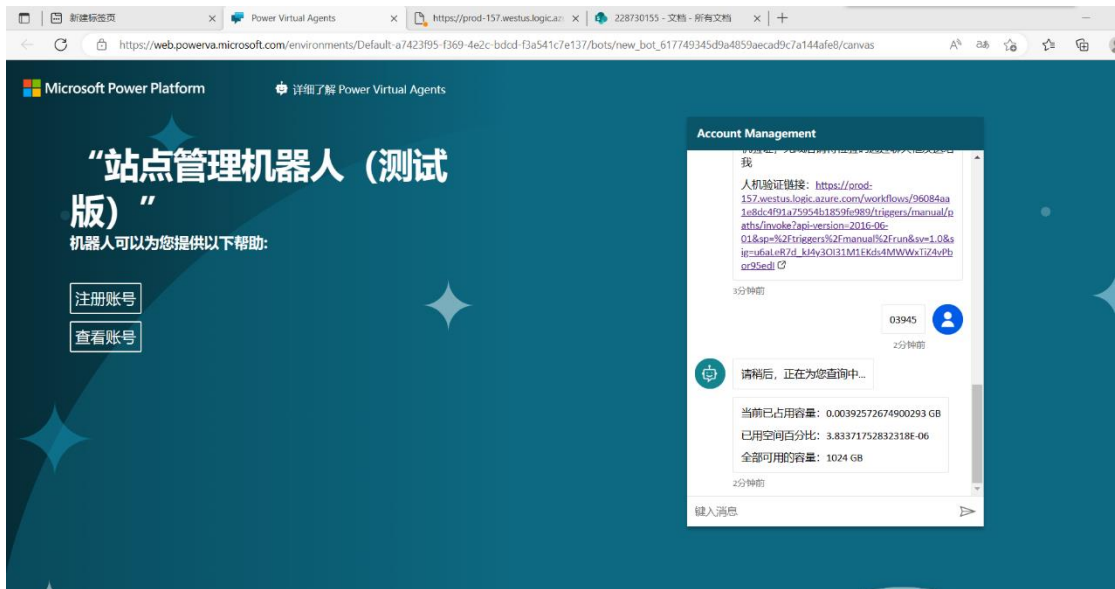 新建标签页
Power Virtual Agents
https://prod-157.westus.logic.az
228730155 - 文档 - 所有文档
https://web.powerva.microsoft.com/environments/Default-a7423f95-f369-4e2c-bdcd-f3a541c7e137/bots/new_bot_617749345d9a4859aecad9c7a144afe8/canvas
Microsoft Power Platform
详细了解 Power Virtual Agents
“站点管理机器人（测试
版）”
机器人可以为您提供以下帮助:
注册账号
查看账号
Account Management
我
人机验证链接： https://prod-
157.westus.logic.azure.com/workflows/96084aa
1e8dc4f91a75954b1859fe989/triggers/manual/p
aths/invoke?api-version=2016-06-
01&sp=%2Ftriggers%2Fmanual%2Frun&sv=1.0&s
ig=u6aLeR7d_kJ4y3OI31M1EKds4MWWxTiZ4vPb
or95edI
3分钟前
03945
2分钟前
请稍后，正在为您查询中...
当前已占用容量：0.00392572674900293 GB
已用空间百分比：3.83371752832318E-06
全部可用的容量：1024 GB
2分钟前
键入消息